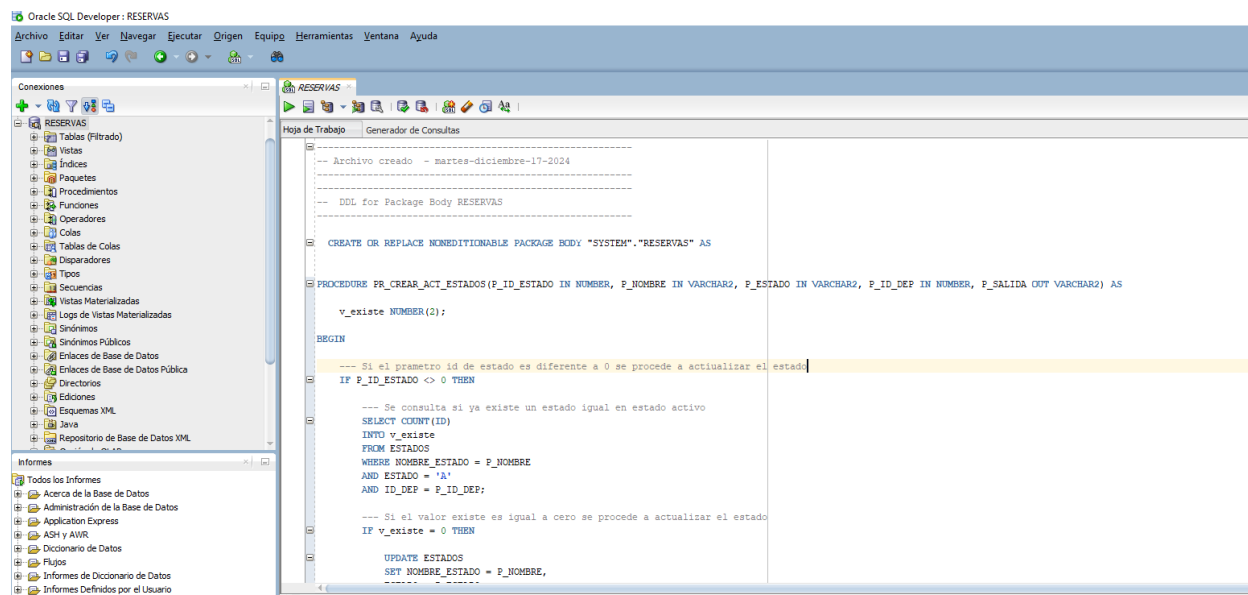 Oracle SQL Developer : RESERVAS
Archivo Editar Ver Navegar Ejecutar Origen Equipo Herramientas Ventana Ayuda
Conexiones
RESERVAS
Tablas (Filtrado)
Vistas
Índices
Paquetes
Procedimientos
Funciones
Operadores
Colas
Tablas de Colas
Disparadores
Tipos
Secuencias
Vistas Materializadas
Logs de Vistas Materializadas
Sinónimos
Sinónimos Públicos
Enlaces de Base de Datos
Enlaces de Base de Datos Pública
Directorios
Ediciones
Esquemas XML
Java
Repositorio de Base de Datos XML
Informes
Todos los Informes
Acerca de la Base de Datos
Administración de la Base de Datos
Application Express
ASH y AWR
Diccionario de Datos
Flujos
Informes de Diccionario de Datos
Informes Definidos por el Usuario
RESERVAS
Hoja de Trabajo Generador de Consultas
--------------------------------------------------------
-- Archivo creado - martes-diciembre-17-2024
--------------------------------------------------------
--------------------------------------------------------
-- DDL for Package Body RESERVAS
--------------------------------------------------------
CREATE OR REPLACE NONEDITIONABLE PACKAGE BODY "SYSTEM"."RESERVAS" AS
PROCEDURE PR_CREAR_ACT_ESTADOS(P_ID_ESTADO IN NUMBER, P_NOMBRE IN VARCHAR2, P_ESTADO IN VARCHAR2, P_ID_DEP IN NUMBER, P_SALIDA OUT VARCHAR2) AS
v_existe NUMBER(2);
BEGIN
--- Si el prametro id de estado es diferente a 0 se procede a actiualizar el estado
IF P_ID_ESTADO <> 0 THEN
--- Se consulta si ya existe un estado igual en estado activo
SELECT COUNT(ID)
INTO v_existe
FROM ESTADOS
WHERE NOMBRE_ESTADO = P_NOMBRE
AND ESTADO = 'A'
AND ID_DEP = P_ID_DEP;
--- Si el valor existe es igual a cero se procede a actualizar el estado
IF v_existe = 0 THEN
UPDATE ESTADOS
SET NOMBRE_ESTADO = P_NOMBRE,